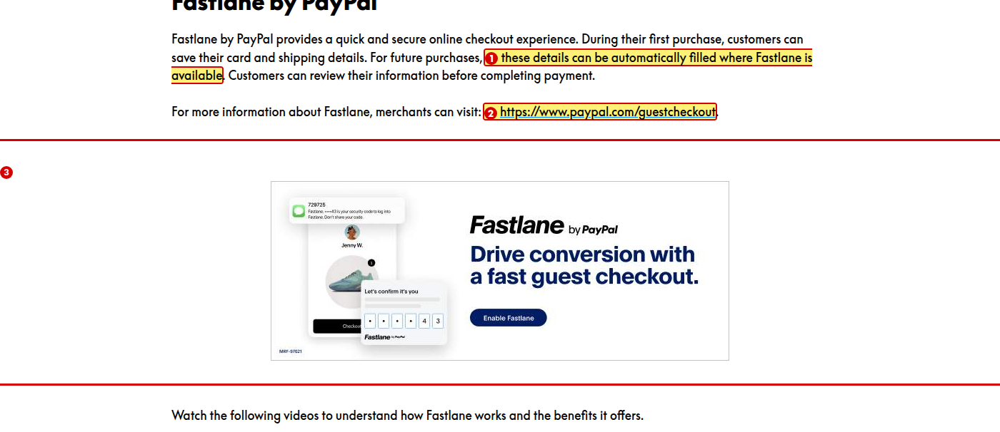 Fastlane by PayPal
Fastlane by PayPal provides a quick and secure online checkout experience. During their first purchase, customers can
save their card and shipping details. For future purchases, 1 these details can be automatically filled where Fastlane is
available. Customers can review their information before completing payment.
For more information about Fastlane, merchants can visit: 2 https://www.paypal.com/guestcheckout.
3
729725
Fastlane: ••••43 is your security code to log into
Fastlane. Don't share your code.
Jenny W.
1
Let's confirm it's you
• • • • 4 3
Checkou
Fastlane by PayPal
MRF-97021
Fastlane by PayPal
Drive conversion with
a fast guest checkout.
Enable Fastlane
Watch the following videos to understand how Fastlane works and the benefits it offers.